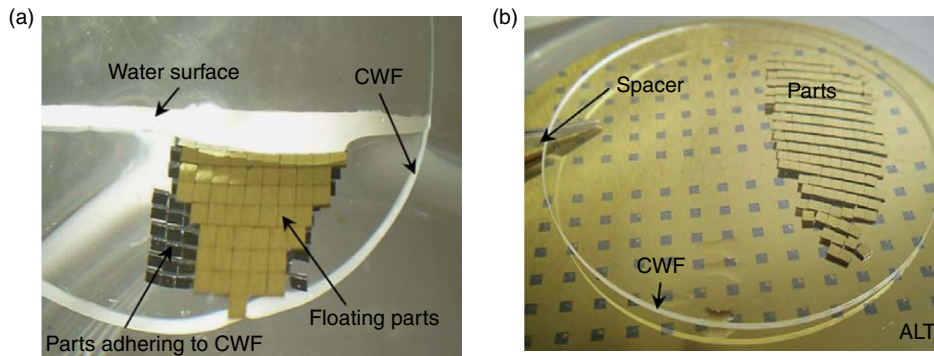 (a)
Water surface
CWF
Floating parts
Parts adhering to CWF
(b)
Spacer
Parts
CWF
ALT